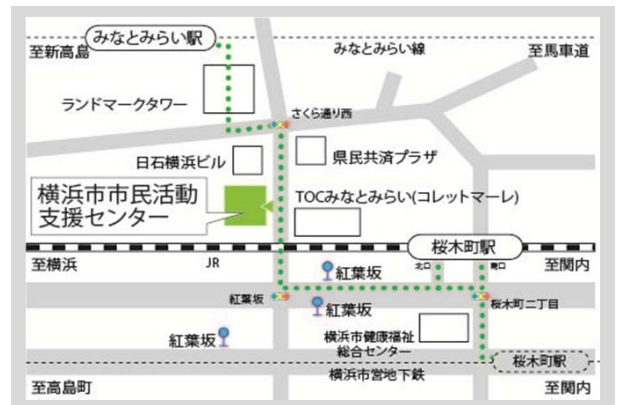 みなとみらい駅
至新高島
みなとみらい線
至馬車道
ランドマークタワー
さくら通り西
日石横浜ビル
県民共済プラザ
横浜市市民活動
支援センター
TOCみなとみらい(コレットマーレ)
桜木町駅
至横浜
JR
紅葉坂
北口
南口
至関内
紅葉坂
紅葉坂
桜木町二丁目
紅葉坂
横浜市健康福祉
総合センター
桜木町駅
横浜市営地下鉄
至高島町
至関内